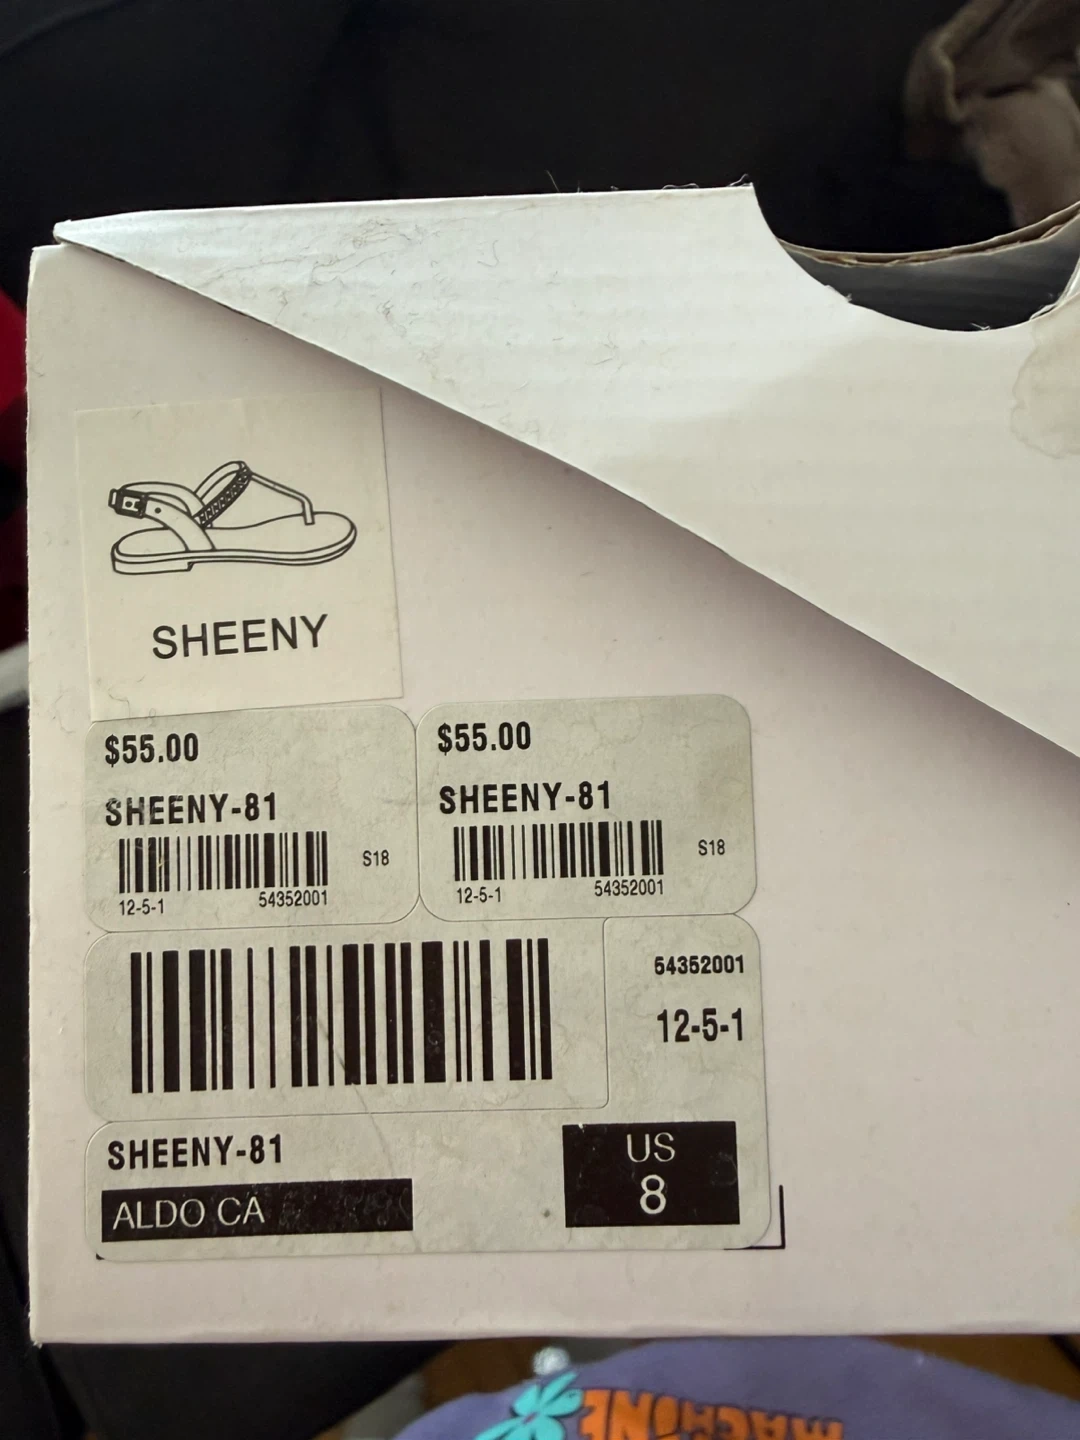 SHEENY
$55.00
SHEENY-81
S18
12-5-1 54352001
$55.00
SHEENY-81
S18
12-5-1 54352001
54352001
12-5-1
SHEENY-81
ALDO CA
US
8
MACHINE